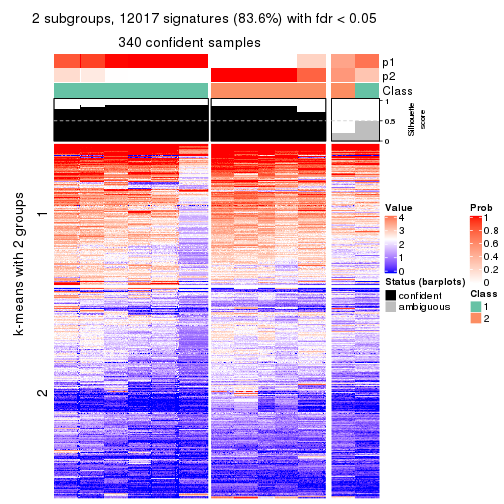 2 subgroups, 12017 signatures (83.6%) with fdr < 0.05
340 confident samples
p1
p2
Class
1
0.5
0
Silhouette
score
k-means with 2 groups
1
2
Value
4
3
2
1
0
Status (barplots)
confident
ambiguous
Prob
1
0.8
0.6
0.4
0.2
0
Class
1
2